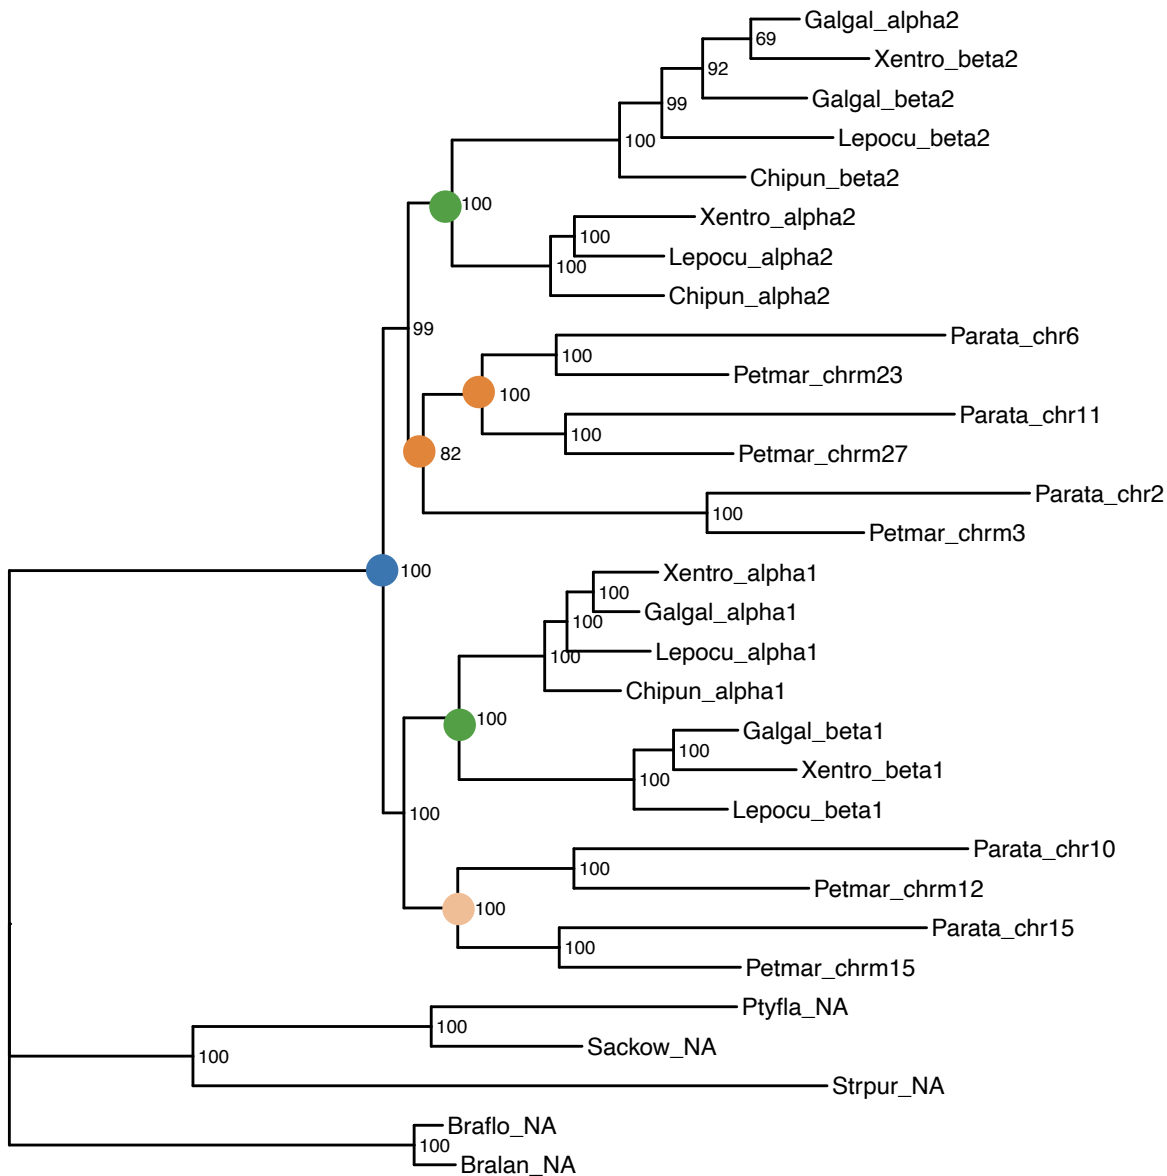 Galgal_alpha2
69
Xentro_beta2
92
Galgal_beta2
99
Lepocu_beta2
100
Chipun_beta2
100
Xentro_alpha2
100
Lepocu_alpha2
100
Chipun_alpha2
99
Parata_chr6
100
Petmar_chrm23
100
Parata_chr11
100
Petmar_chrm27
82
Parata_chr2
100
Petmar_chrm3
100
Xentro_alpha1
100
Galgal_alpha1
100
Lepocu_alpha1
100
Chipun_alpha1
100
Galgal_beta1
100
Xentro_beta1
100
Lepocu_beta1
100
Parata_chr10
100
Petmar_chrm12
100
Parata_chr15
100
Petmar_chrm15
Ptyfla_NA
100
Sackow_NA
100
Strpur_NA
Braflo_NA
100
Bralan_NA